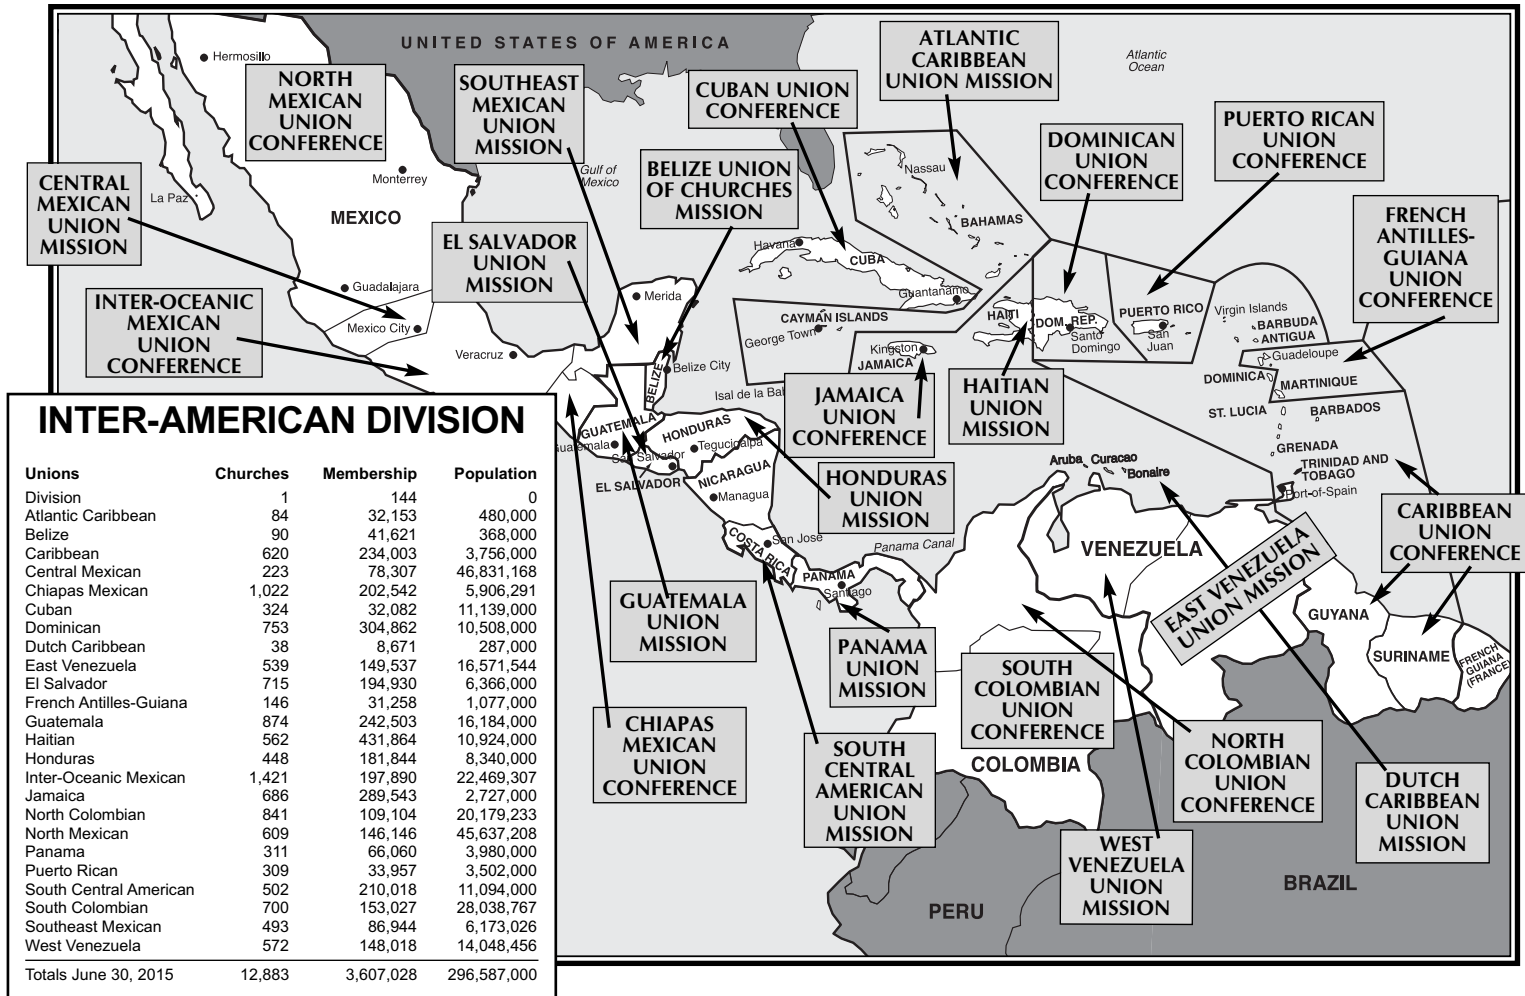 UNITED STATES OF AMERICA
Atlantic
Ocean
Hermosillo
NORTH
MEXICAN
UNION
CONFERENCE
SOUTHEAST
MEXICAN
UNION
MISSION
CUBAN UNION
CONFERENCE
ATLANTIC
CARIBBEAN
UNION MISSION
DOMINICAN
UNION
CONFERENCE
PUERTO RICAN
UNION
CONFERENCE
CENTRAL
MEXICAN
UNION
MISSION
La Paz
Monterrey
MEXICO
Gulf of
Mexico
BELIZE UNION
OF CHURCHES
MISSION
Nassau
BAHAMAS
FRENCH
ANTILLES-
GUIANA
UNION
CONFERENCE
EL SALVADOR
UNION
MISSION
Havana
CUBA
Guantanamo
INTER-OCEANIC
MEXICAN
UNION
CONFERENCE
Guadalajara
Mexico City
Veracruz
Merida
Belize City
BELIZE
CAYMAN ISLANDS
George Town
Kingston
JAMAICA
HAITI
DOM. REP.
Santo
Domingo
PUERTO RICO
San
Juan
Virgin Islands
BARBUDA
ANTIGUA
Guadeloupe
DOMINICA
MARTINIQUE
ST. LUCIA
BARBADOS
GRENADA
TRINIDAD AND
TOBAGO
Port-of-Spain
Isal de la Bah
JAMAICA
UNION
CONFERENCE
HAITIAN
UNION
MISSION
GUATEMALA
Guatemala
San Salvador
EL SALVADOR
HONDURAS
Tegucigalpa
NICARAGUA
Managua
COSTA RICA
San José
PANAMA
Santiago
Panama Canal
HONDURAS
UNION
MISSION
Aruba
Curacao
Bonaire
VENEZUELA
EAST VENEZUELA
UNION MISSION
CARIBBEAN
UNION
CONFERENCE
GUYANA
SURINAME
FRENCH
GUIANA
(FRANCE)
GUATEMALA
UNION
MISSION
PANAMA
UNION
MISSION
SOUTH
COLOMBIAN
UNION
CONFERENCE
CHIAPAS
MEXICAN
UNION
CONFERENCE
SOUTH
CENTRAL
AMERICAN
UNION
MISSION
COLOMBIA
NORTH
COLOMBIAN
UNION
CONFERENCE
DUTCH
CARIBBEAN
UNION
MISSION
WEST
VENEZUELA
UNION
MISSION
PERU
BRAZIL
INTER-AMERICAN DIVISION
Unions Churches Membership Population
Division 1 144 0
Atlantic Caribbean 84 32,153 480,000
Belize 90 41,621 368,000
Caribbean 620 234,003 3,756,000
Central Mexican 223 78,307 46,831,168
Chiapas Mexican 1,022 202,542 5,906,291
Cuban 324 32,082 11,139,000
Dominican 753 304,862 10,508,000
Dutch Caribbean 38 8,671 287,000
East Venezuela 539 149,537 16,571,544
El Salvador 715 194,930 6,366,000
French Antilles-Guiana 146 31,258 1,077,000
Guatemala 874 242,503 16,184,000
Haitian 562 431,864 10,924,000
Honduras 448 181,844 8,340,000
Inter-Oceanic Mexican 1,421 197,890 22,469,307
Jamaica 686 289,543 2,727,000
North Colombian 841 109,104 20,179,233
North Mexican 609 146,146 45,637,208
Panama 311 66,060 3,980,000
Puerto Rican 309 33,957 3,502,000
South Central American 502 210,018 11,094,000
South Colombian 700 153,027 28,038,767
Southeast Mexican 493 86,944 6,173,026
West Venezuela 572 148,018 14,048,456
Totals June 30, 2015 12,883 3,607,028 296,587,000